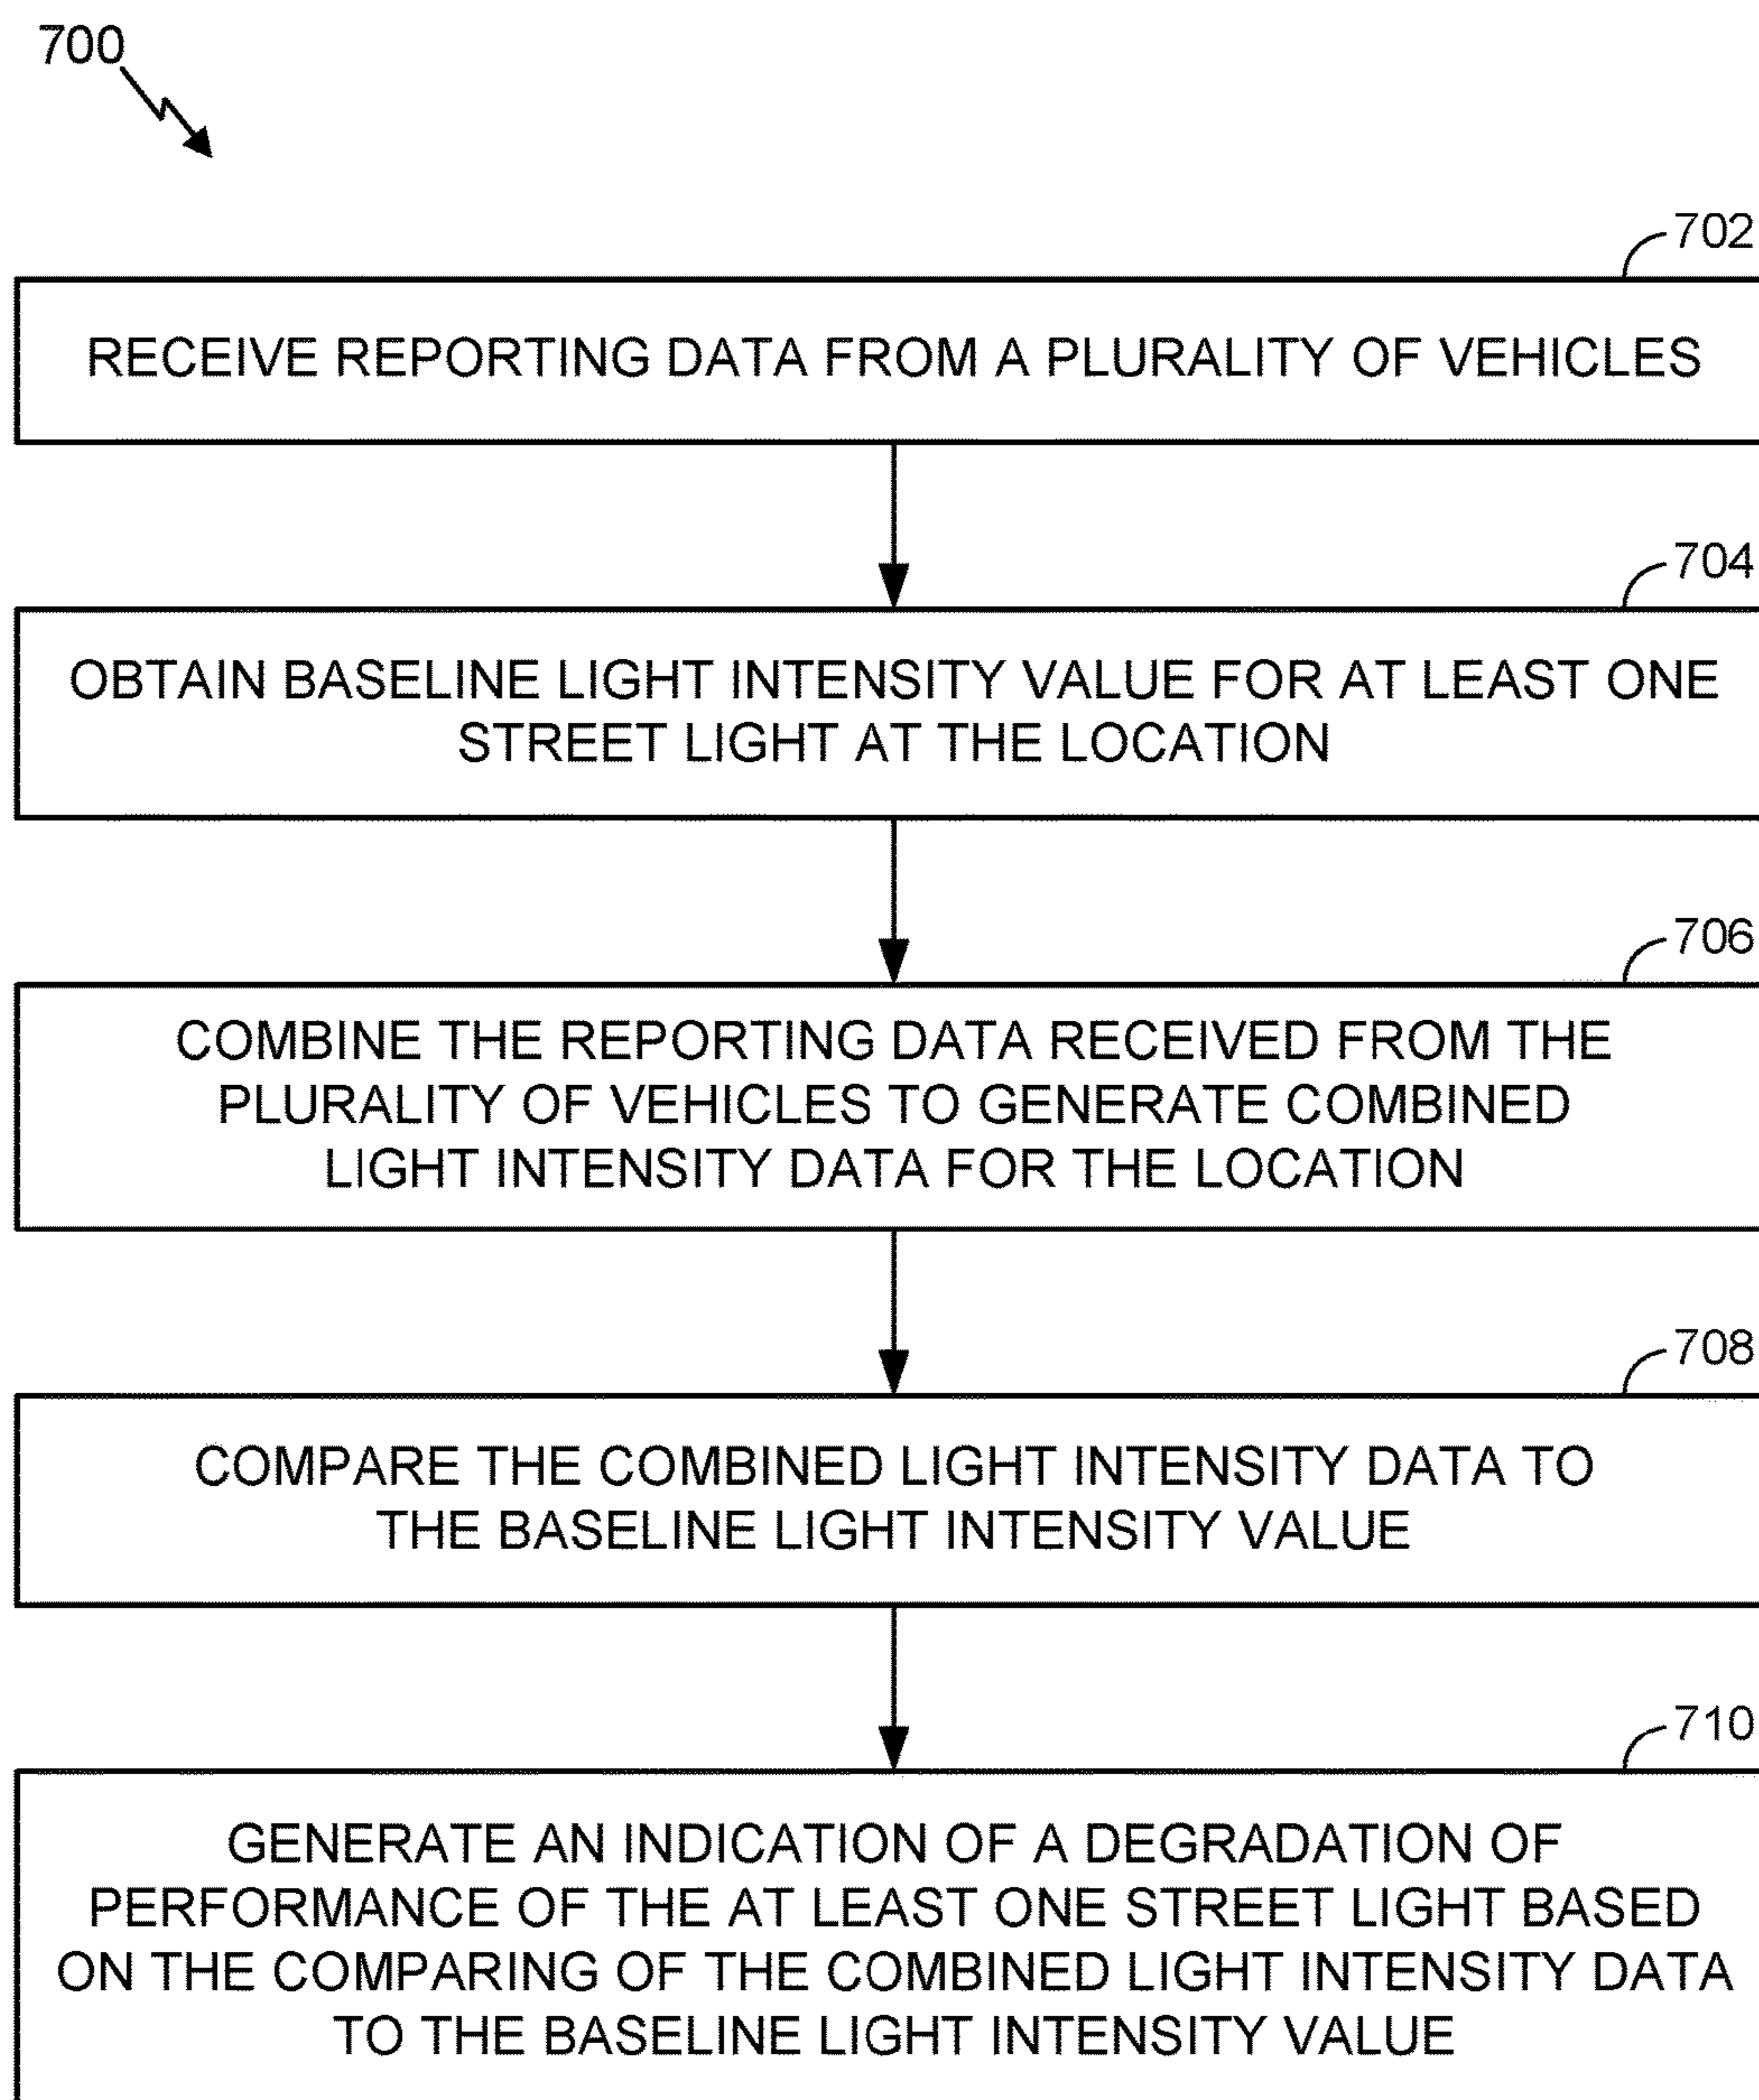 700
702
RECEIVE REPORTING DATA FROM A PLURALITY OF VEHICLES
704
OBTAIN BASELINE LIGHT INTENSITY VALUE FOR AT LEAST ONE
STREET LIGHT AT THE LOCATION
706
COMBINE THE REPORTING DATA RECEIVED FROM THE
PLURALITY OF VEHICLES TO GENERATE COMBINED
LIGHT INTENSITY DATA FOR THE LOCATION
708
COMPARE THE COMBINED LIGHT INTENSITY DATA TO
THE BASELINE LIGHT INTENSITY VALUE
710
GENERATE AN INDICATION OF A DEGRADATION OF
PERFORMANCE OF THE AT LEAST ONE STREET LIGHT BASED
ON THE COMPARING OF THE COMBINED LIGHT INTENSITY DATA
TO THE BASELINE LIGHT INTENSITY VALUE